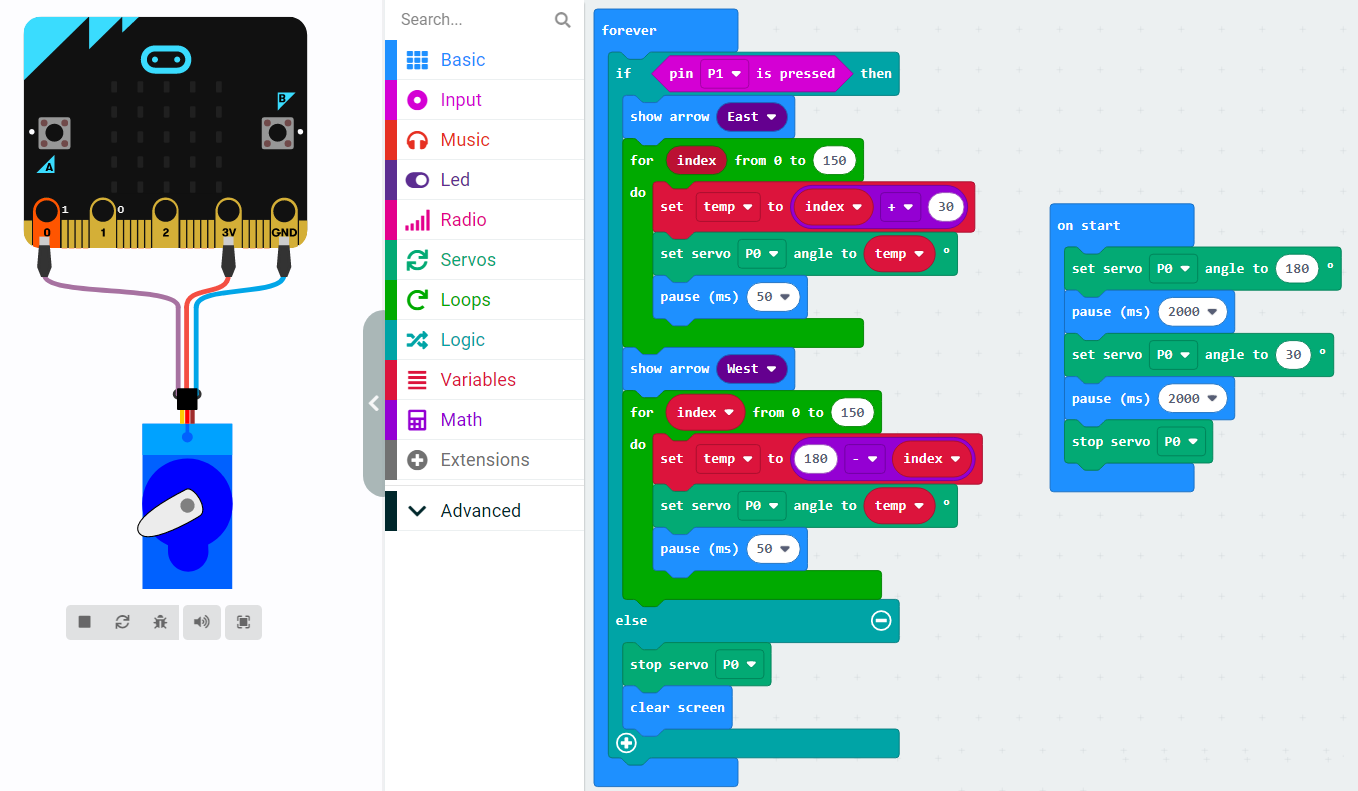 B
A
1
0
0
1
2
3V
GND
Search...
Basic
Input
Music
Led
Radio
Servos
Loops
Logic
Variables
Math
Extensions
Advanced
forever
if pin P1 is pressed then
show arrow East
for index from 0 to 150
do
set temp to index + 30
set servo P0 angle to temp °
pause (ms) 50
show arrow West
for index from 0 to 150
do
set temp to 180 - index
set servo P0 angle to temp °
pause (ms) 50
else
stop servo P0
clear screen
on start
set servo P0 angle to 180 °
pause (ms) 2000
set servo P0 angle to 30 °
pause (ms) 2000
stop servo P0